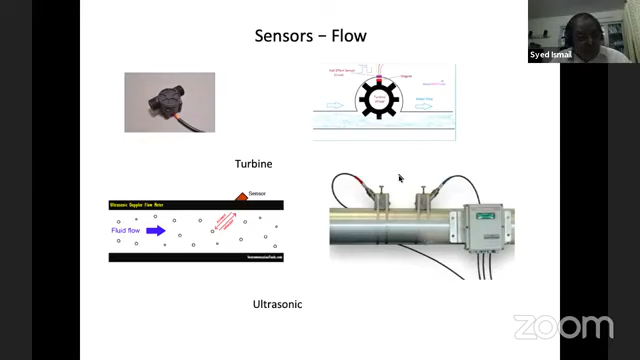 Sensors – Flow
Syed Ismail
Turbine
Sensor
Ultrasonic Doppler Flow Meter
Fluid flow
Ultrasonic
zoom